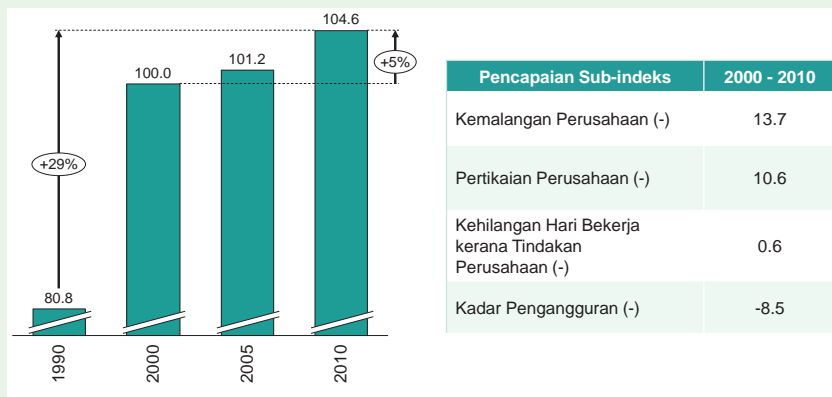 104.6
+5%
101.2
100.0
+29%
80.8
1990
2000
2005
2010
Pencapaian Sub-indeks 2000 - 2010
Kemalangan Perusahaan (-) 13.7
Pertikaian Perusahaan (-) 10.6
Kehilangan Hari Bekerja
kerana Tindakan 0.6
Perusahaan (-)
Kadar Pengangguran (-) -8.5